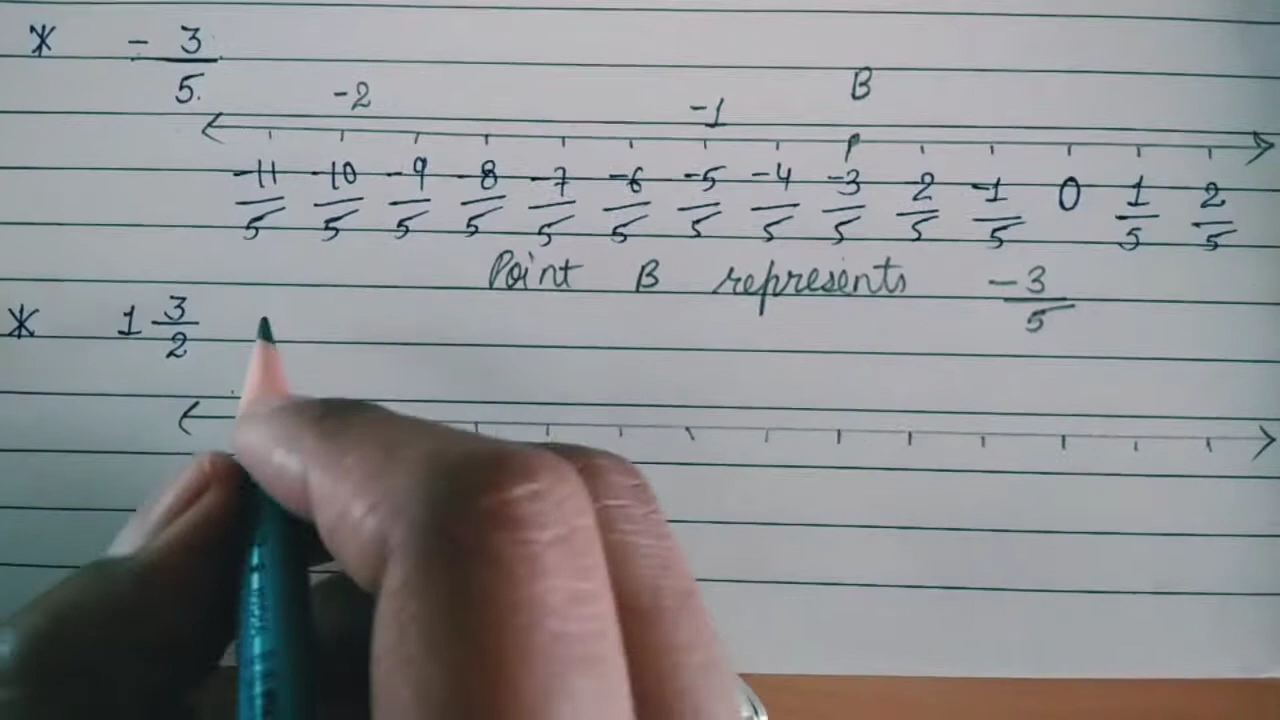 * - 3/5.
-2 -1 B
-11/5 -10/5 -9/5 -8/5 -7/5 -6/5 -5/5 -4/5 -3/5 -2/5 -1/5 0 1/5 2/5
Point B represents -3/5
* 1 3/2